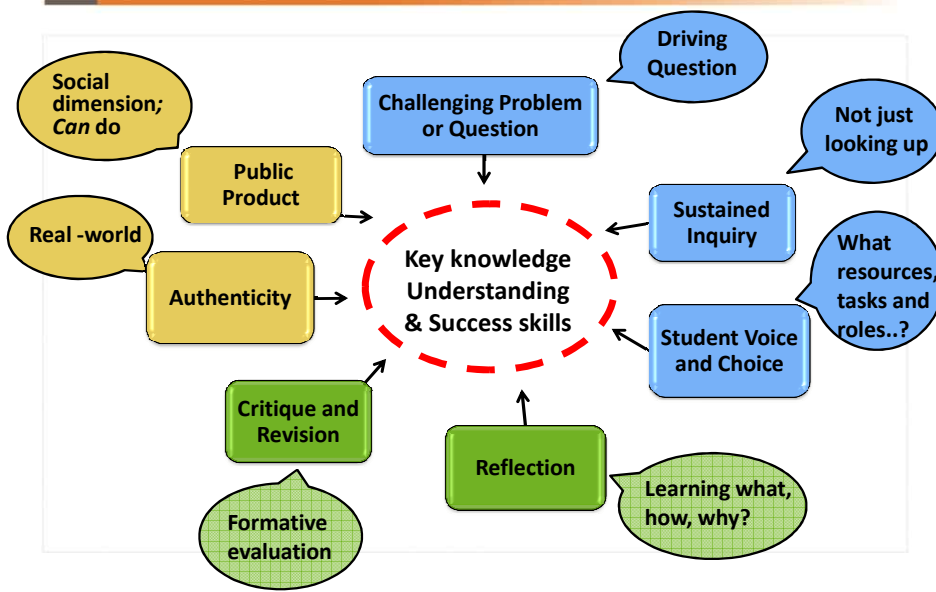 Driving
Question
Challenging Problem
or Question
Social
dimension;
Can do
Public
Product
Not just
looking up
Sustained
Inquiry
Real -world
Authenticity
Key knowledge
Understanding
& Success skills
What
resources,
tasks and
roles..?
Student Voice
and Choice
Critique and
Revision
Reflection
Formative
evaluation
Learning what,
how, why?